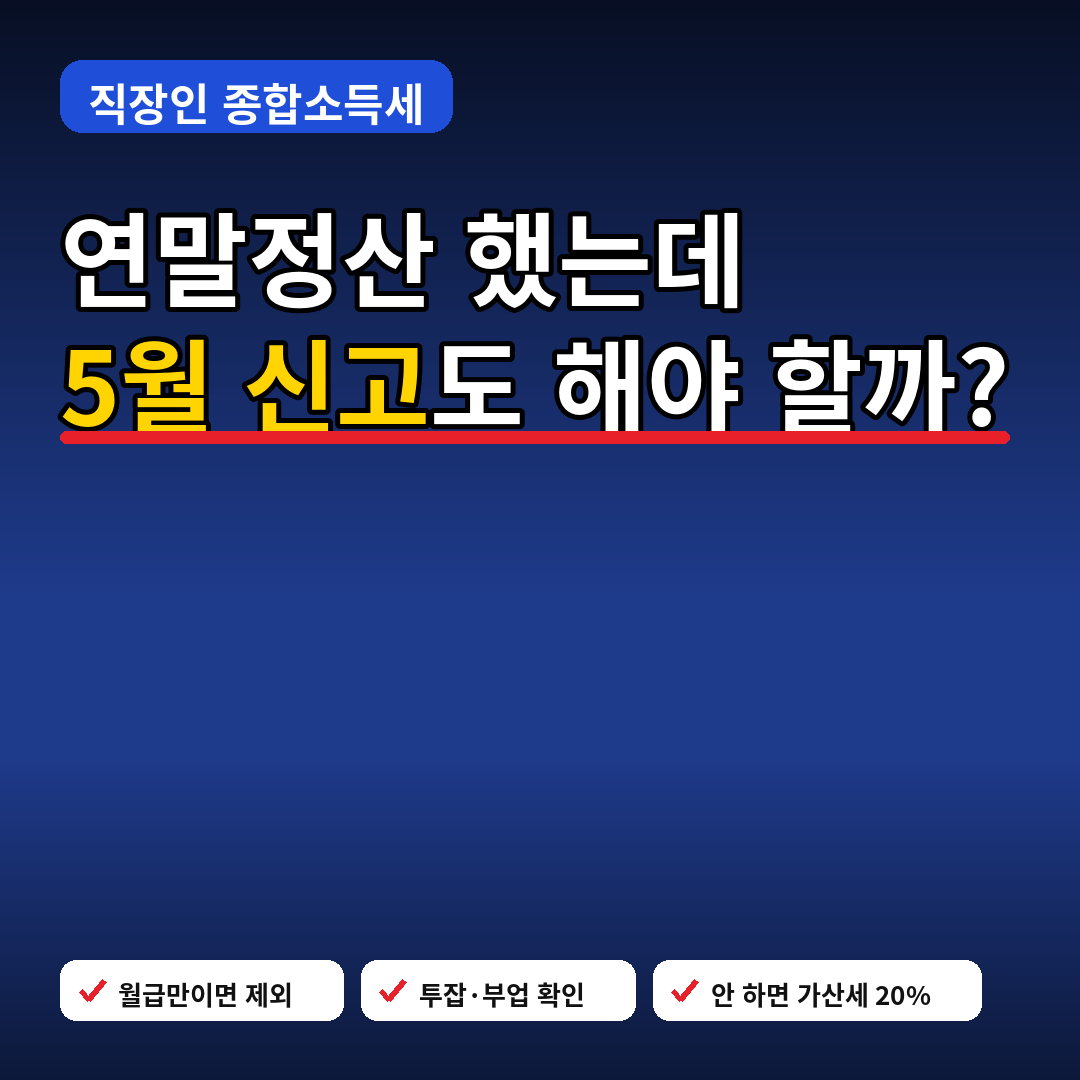 직장인 종합소득세
연말정산 했는데
5월 신고도 해야 할까?
월급만이면 제외
투잡·부업 확인
안 하면 가산세 20%